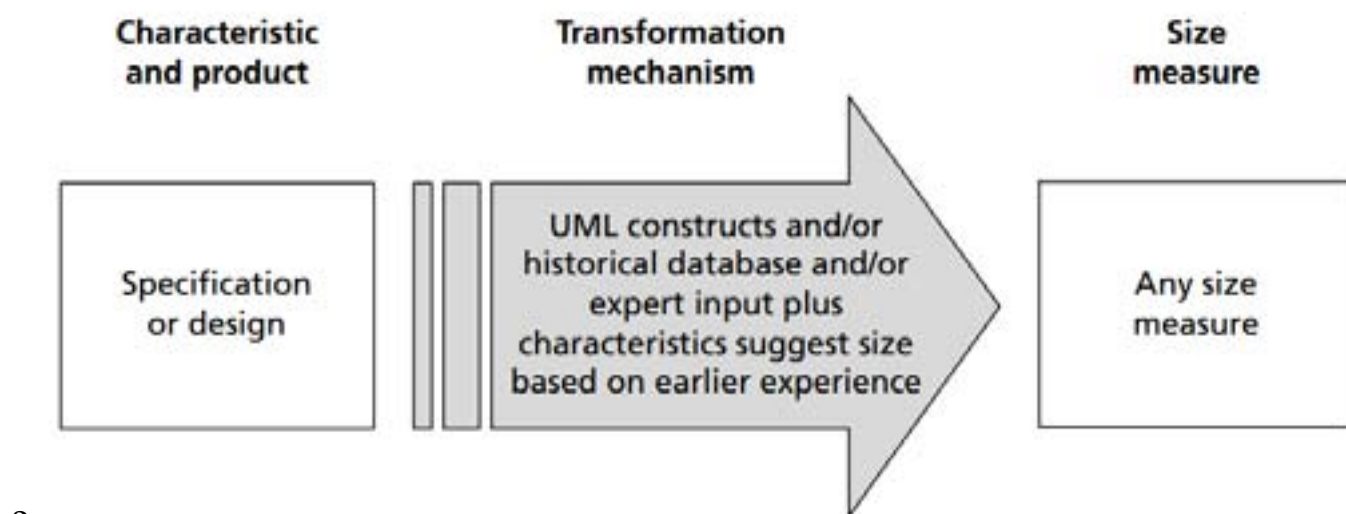 Characteristic
and product
Transformation
mechanism
Size
measure
Specification
or design
UML constructs and/or
historical database and/or
expert input plus
characteristics suggest size
based on earlier experience
Any size
measure